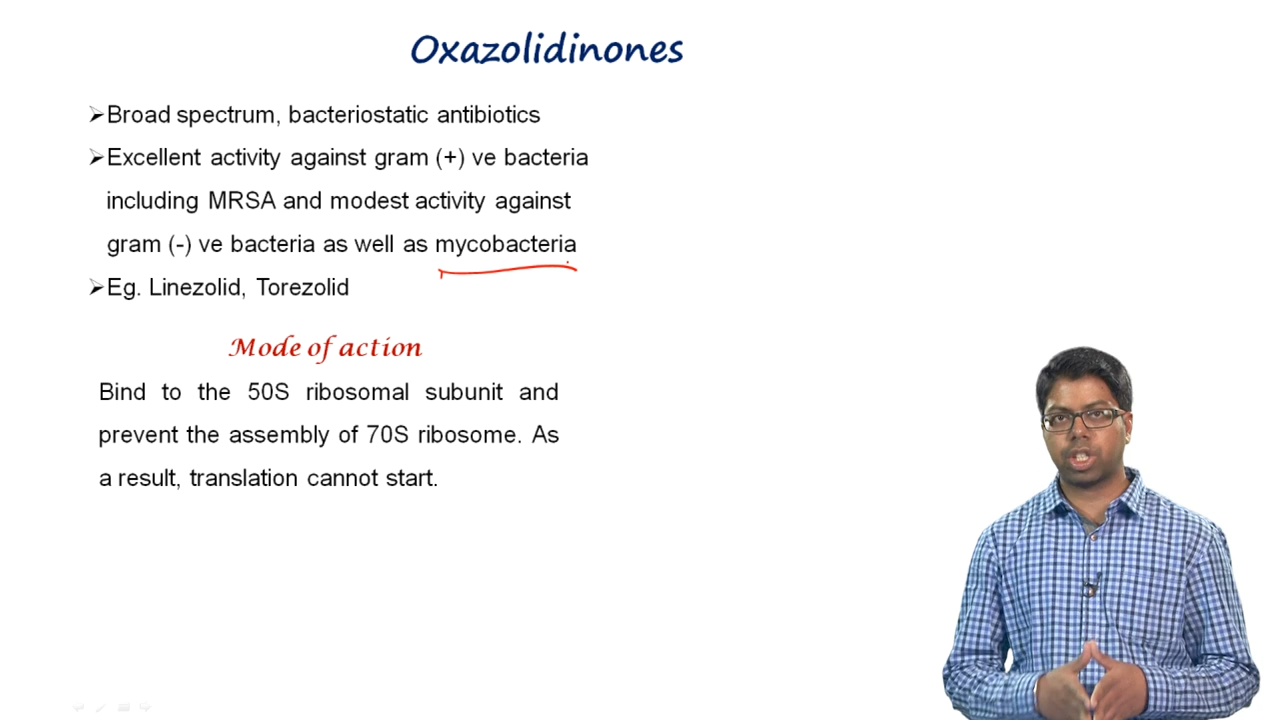 Oxazolidinones
➢Broad spectrum, bacteriostatic antibiotics
➢Excellent activity against gram (+) ve bacteria
including MRSA and modest activity against
gram (-) ve bacteria as well as mycobacteria
➢Eg. Linezolid, Torezolid
Mode of action
Bind to the 50S ribosomal subunit and
prevent the assembly of 70S ribosome. As
a result, translation cannot start.